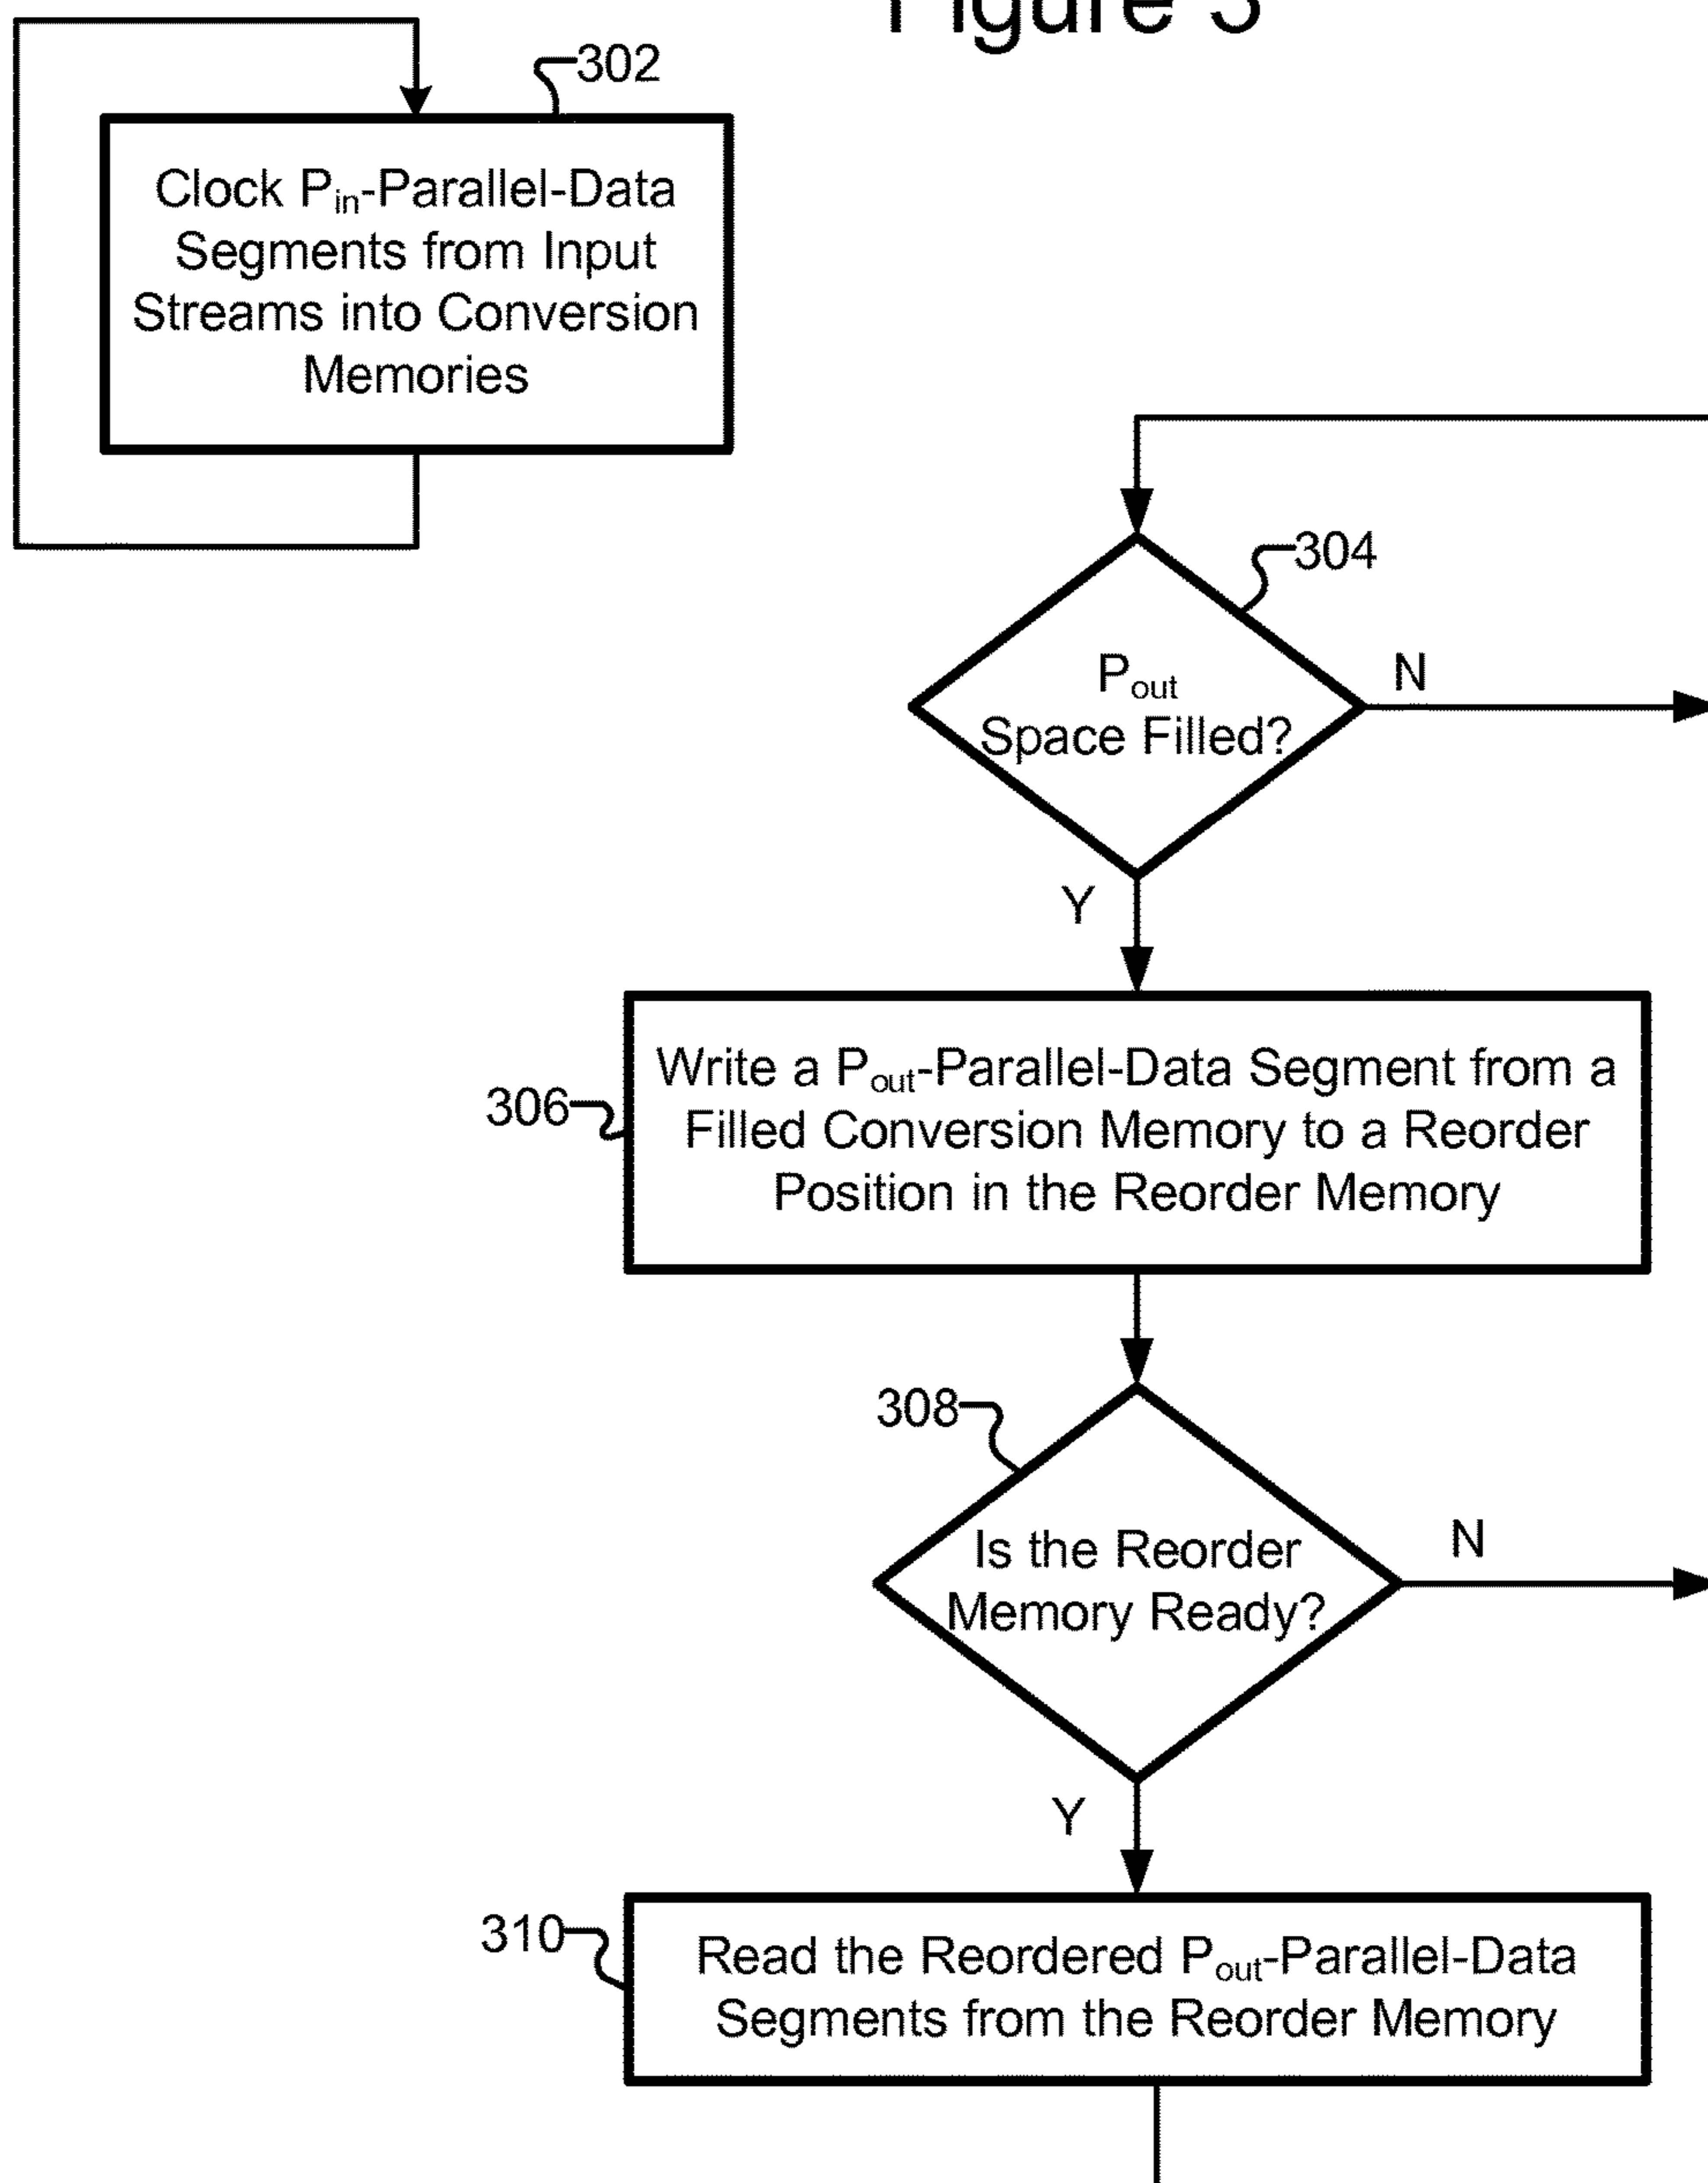 Figure 3
302
Clock Pin-Parallel-Data
Segments from Input
Streams into Conversion
Memories
304
Pout
Space Filled?
N
Y
306
Write a Pout-Parallel-Data Segment from a
Filled Conversion Memory to a Reorder
Position in the Reorder Memory
308
Is the Reorder
Memory Ready?
N
Y
310
Read the Reordered Pout-Parallel-Data
Segments from the Reorder Memory